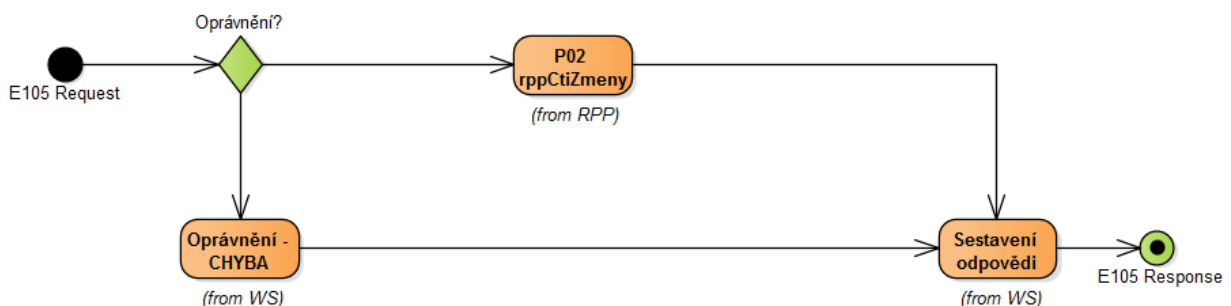 Oprávnění?
P02
rppCtiZmeny
E105 Request
(from RPP)
Oprávnění -
CHYBA
Sestavení
odpovědi
E105 Response
(from WS)
(from WS)